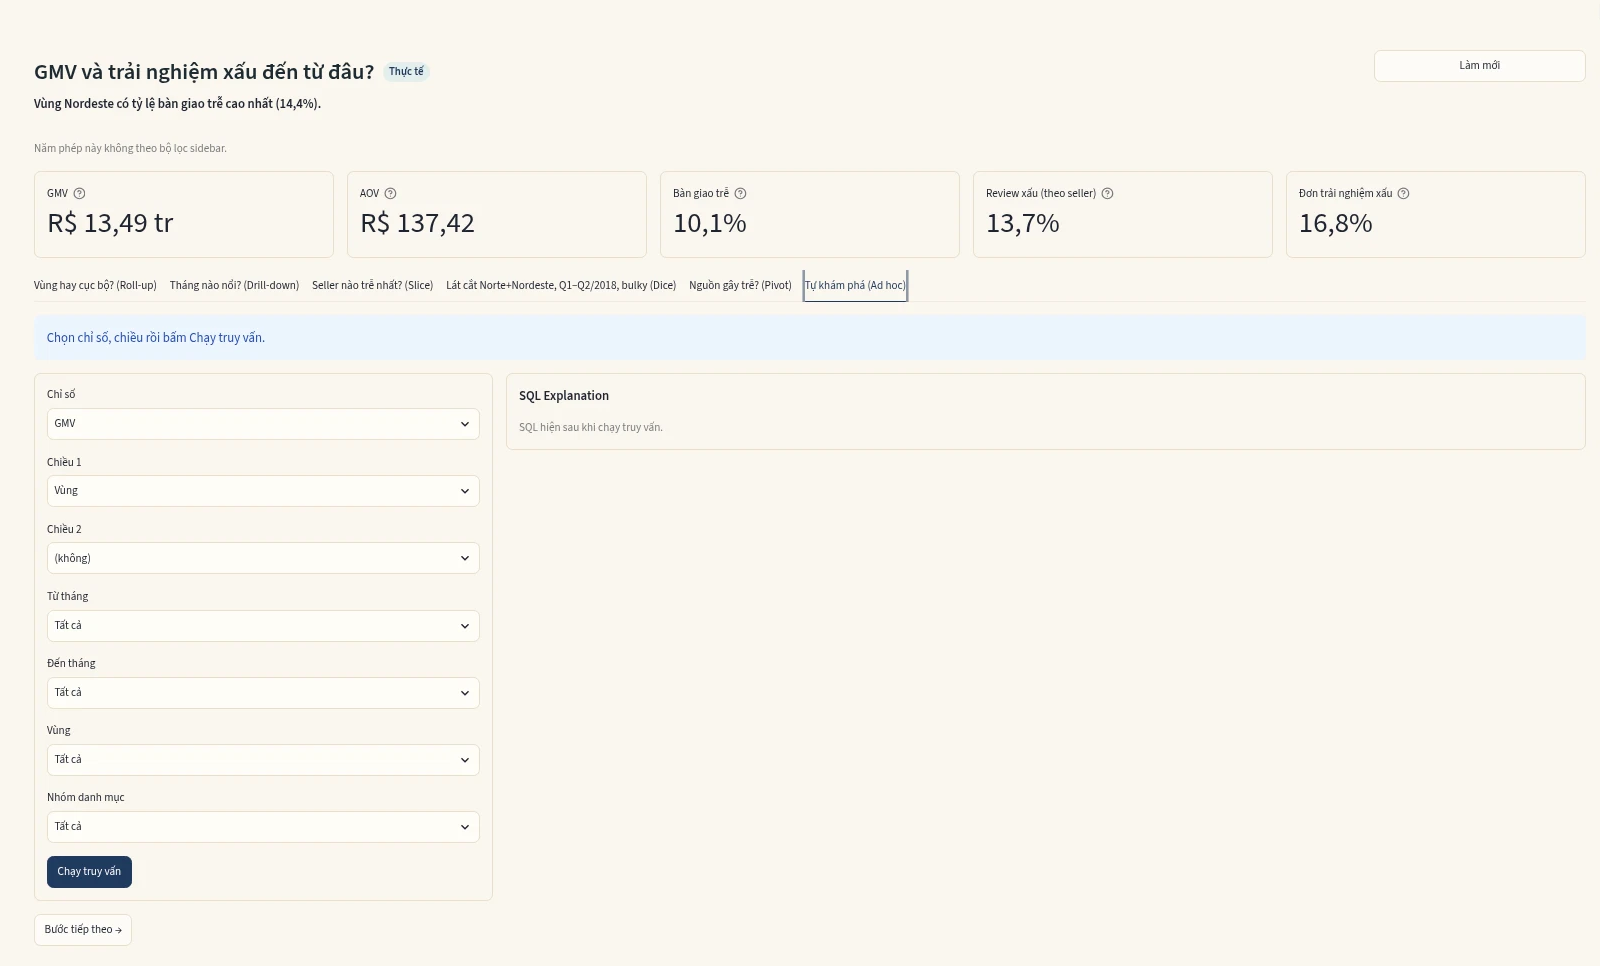 GMV và trải nghiệm xấu đến từ đâu? Thực tế
Làm mới
Vùng Nordeste có tỷ lệ bàn giao trễ cao nhất (14,4%).
Năm phép này không theo bộ lọc sidebar.
GMV
R$ 13,49 tr
AOV
R$ 137,42
Bàn giao trễ
10,1%
Review xấu (theo seller)
13,7%
Đơn trải nghiệm xấu
16,8%
Vùng hay cục bộ? (Roll-up) Tháng nào nổi? (Drill-down) Seller nào trễ nhất? (Slice) Lát cắt Norte+Nordeste, Q1–Q2/2018, bulky (Dice) Nguồn gây trễ? (Pivot) Tự khám phá (Ad hoc)
Chọn chỉ số, chiều rồi bấm Chạy truy vấn.
Chỉ số
GMV
Chiều 1
Vùng
Chiều 2
(không)
Từ tháng
Tất cả
Đến tháng
Tất cả
Vùng
Tất cả
Nhóm danh mục
Tất cả
Chạy truy vấn
SQL Explanation
SQL hiện sau khi chạy truy vấn.
Bước tiếp theo →